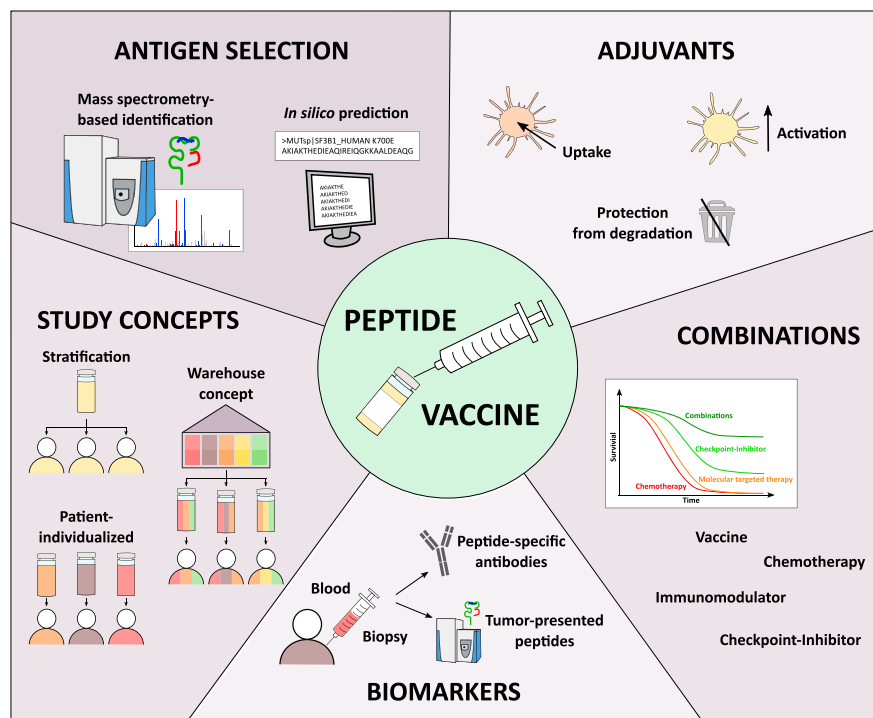 ANTIGEN SELECTION
Mass spectrometry-
based identification
In silico prediction
>MUTsp|SF3B1_HUMAN K700E
AKIAKTHEDIEAQIREIQGKKAALDEAQG
AKIAKTHE
AKIAKTHED
AKIAKTHEDI
AKIAKTHEDIE
AKIAKTHEDIEA
ADJUVANTS
Uptake
Activation
Protection
from degradation
STUDY CONCEPTS
Stratification
Warehouse
concept
Patient-
individualized
PEPTIDE
VACCINE
COMBINATIONS
Survivial
Combinations
Checkpoint-Inhibitor
Molecular targeted therapy
Chemotherapy
Time
Vaccine
Chemotherapy
Immunomodulator
Checkpoint-Inhibitor
Peptide-specific
antibodies
Blood
Biopsy
Tumor-presented
peptides
BIOMARKERS